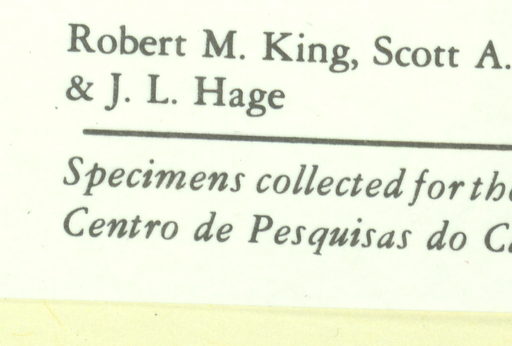 Robert M. King, Scott A.
& J. L. Hage
Specimens collected for the
Centro de Pesquisas do